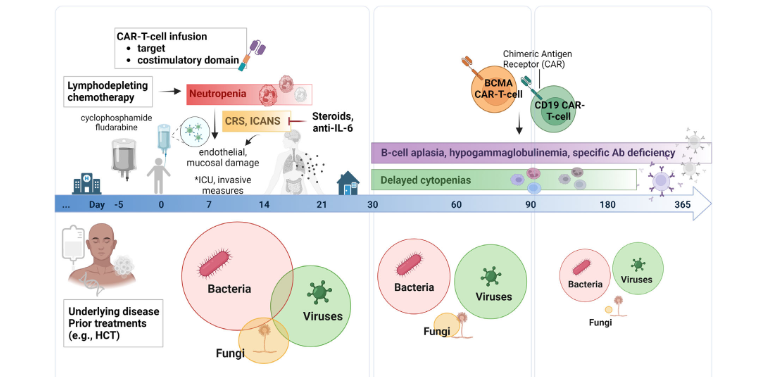 CAR-T-cell infusion
• target
• costimulatory domain
Lymphodepleting
chemotherapy
cyclophosphamide
fludarabine
Neutropenia
CRS, ICANS
Steroids,
anti-IL-6
endothelial,
mucosal damage
*ICU, invasive
measures
Chimeric Antigen
Receptor (CAR)
BCMA
CAR-T-cell
CD19 CAR-
T-cell
B-cell aplasia, hypogammaglobulinemia, specific Ab deficiency
Delayed cytopenias
... Day -5 0 7 14 21 30 60 90 180 365
Underlying disease
Prior treatments
(e.g., HCT)
Bacteria
Viruses
Fungi
Bacteria
Viruses
Fungi
Bacteria
Viruses
Fungi